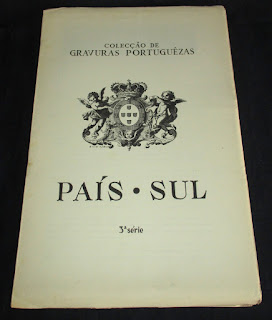 COLECÇÃO DE
GRAVURAS PORTUGUÊZAS
PAÍS • SUL
3ª série